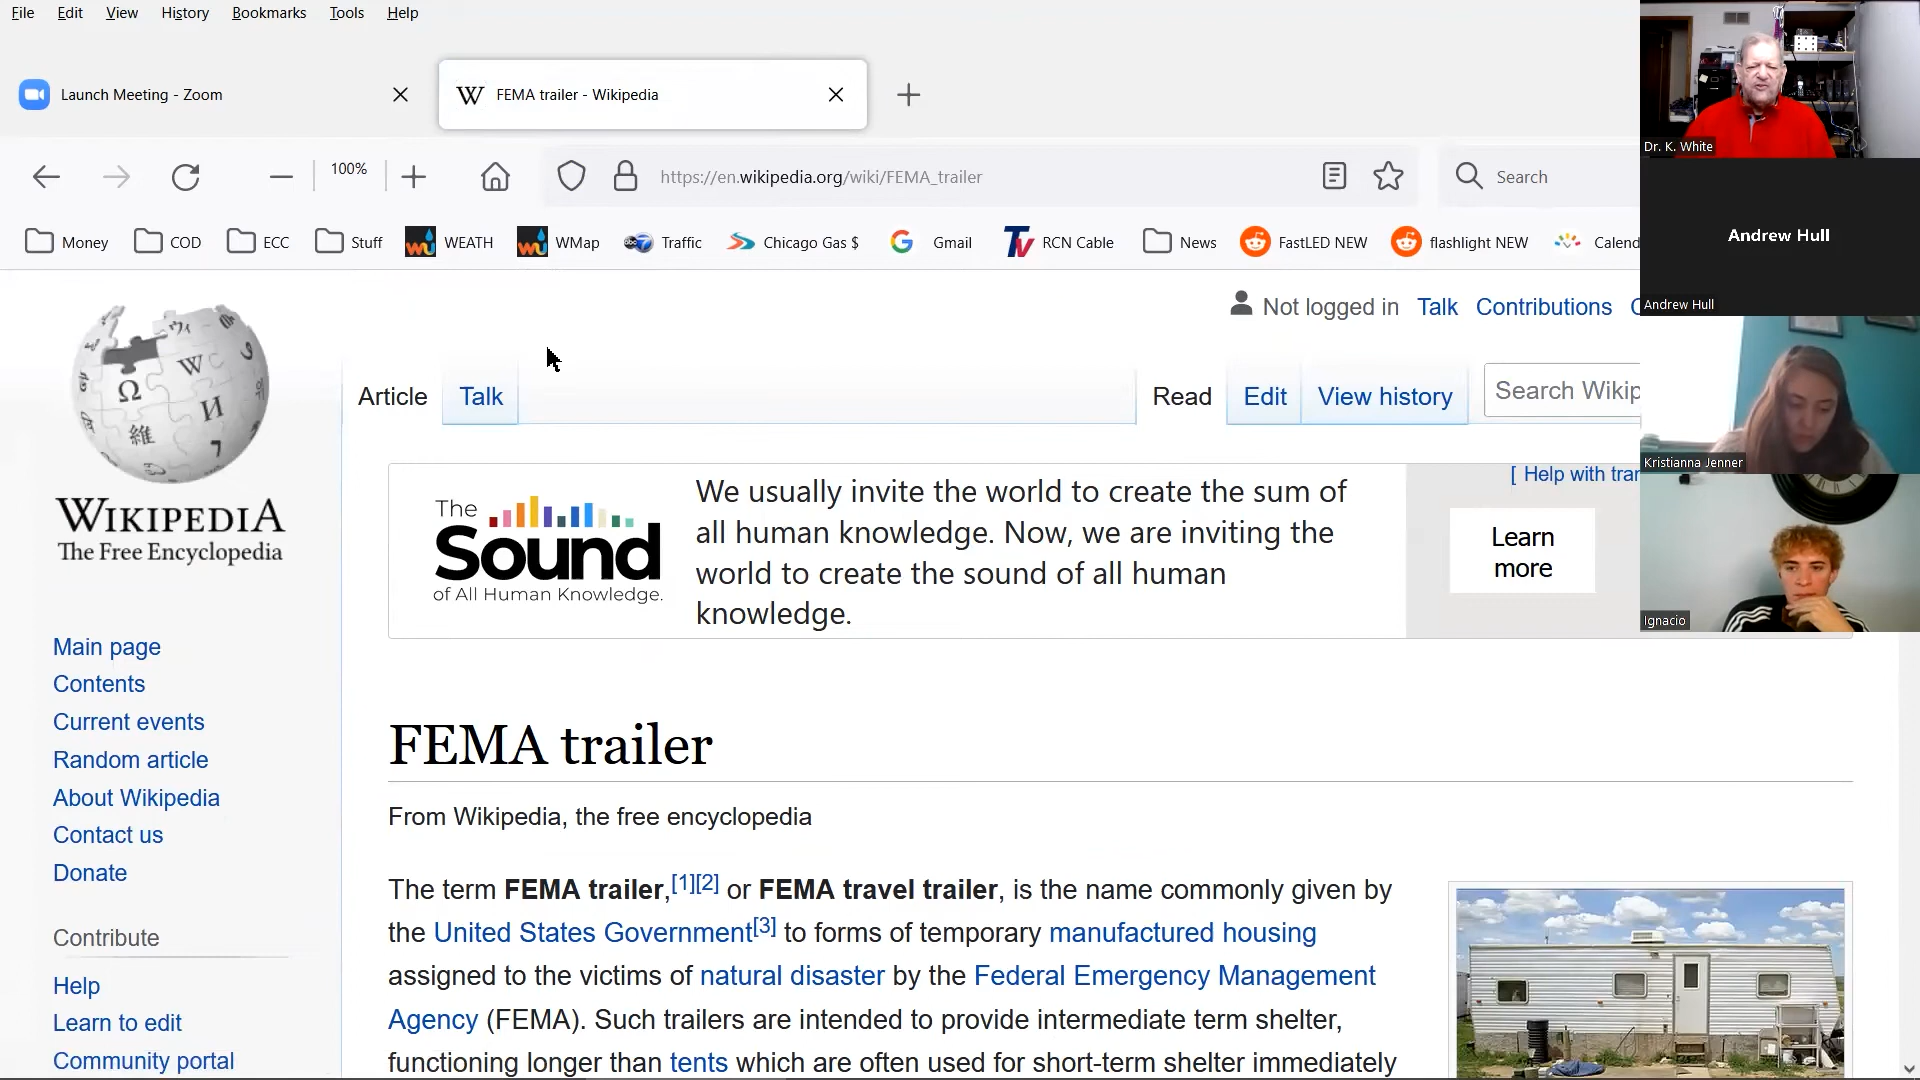 File Edit View History Bookmarks Tools Help
Launch Meeting - Zoom
FEMA trailer - Wikipedia
100%
https://en.wikipedia.org/wiki/FEMA_trailer
Search
Money COD ECC Stuff WEATH WMap Traffic Chicago Gas $ Gmail RCN Cable News FastLED NEW flashlight NEW Calend
Not logged in Talk Contributions
Article Talk Read Edit View history Search Wikip
WIKIPEDIA
The Free Encyclopedia
[ Help with tran
The Sound of All Human Knowledge.
We usually invite the world to create the sum of
all human knowledge. Now, we are inviting the
world to create the sound of all human
knowledge.
Learn
more
Main page
Contents
Current events
Random article
About Wikipedia
Contact us
Donate
Contribute
Help
Learn to edit
Community portal
FEMA trailer
From Wikipedia, the free encyclopedia
The term FEMA trailer,[1][2] or FEMA travel trailer, is the name commonly given by
the United States Government[3] to forms of temporary manufactured housing
assigned to the victims of natural disaster by the Federal Emergency Management
Agency (FEMA). Such trailers are intended to provide intermediate term shelter,
functioning longer than tents which are often used for short-term shelter immediately
Dr. K. White
Andrew Hull
Andrew Hull
Kristianna Jenner
Ignacio